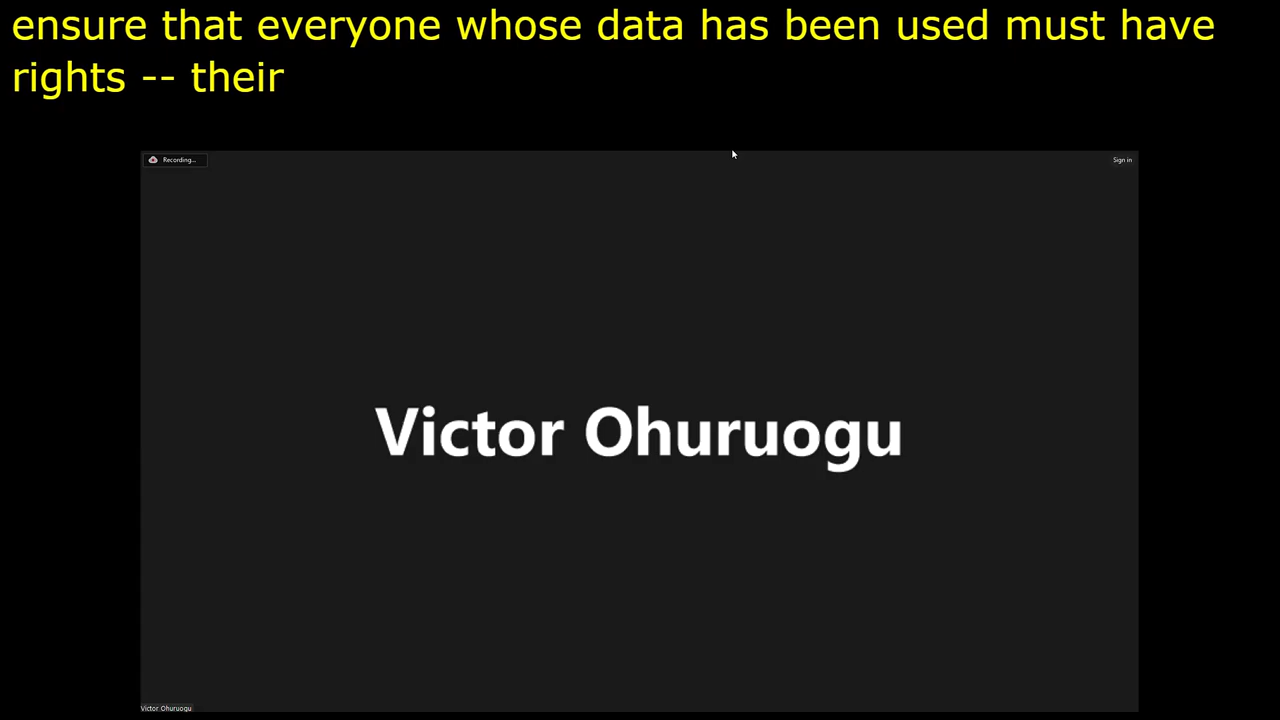 ensure that everyone whose data has been used must have
rights -- their
Recording...
Sign in
Victor Ohuruogu
Victor Ohuruogu